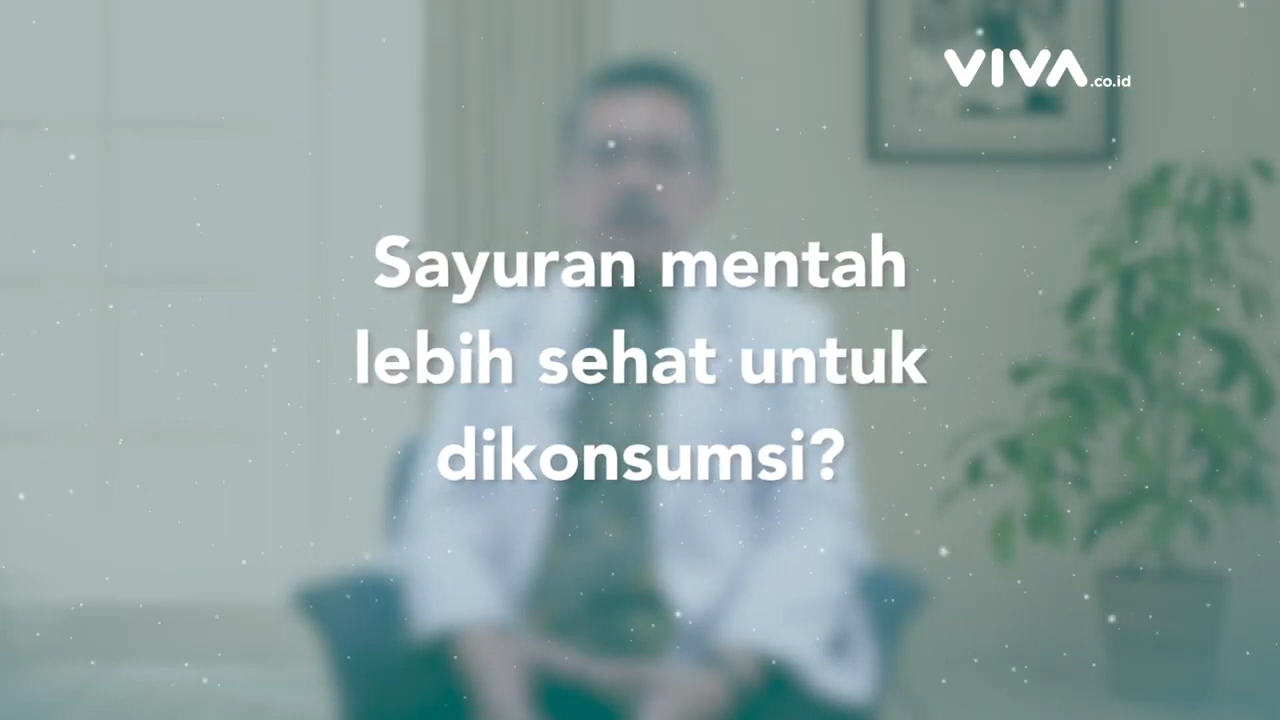 VIVA.co.id
Sayuran mentah
lebih sehat untuk
dikonsumsi?